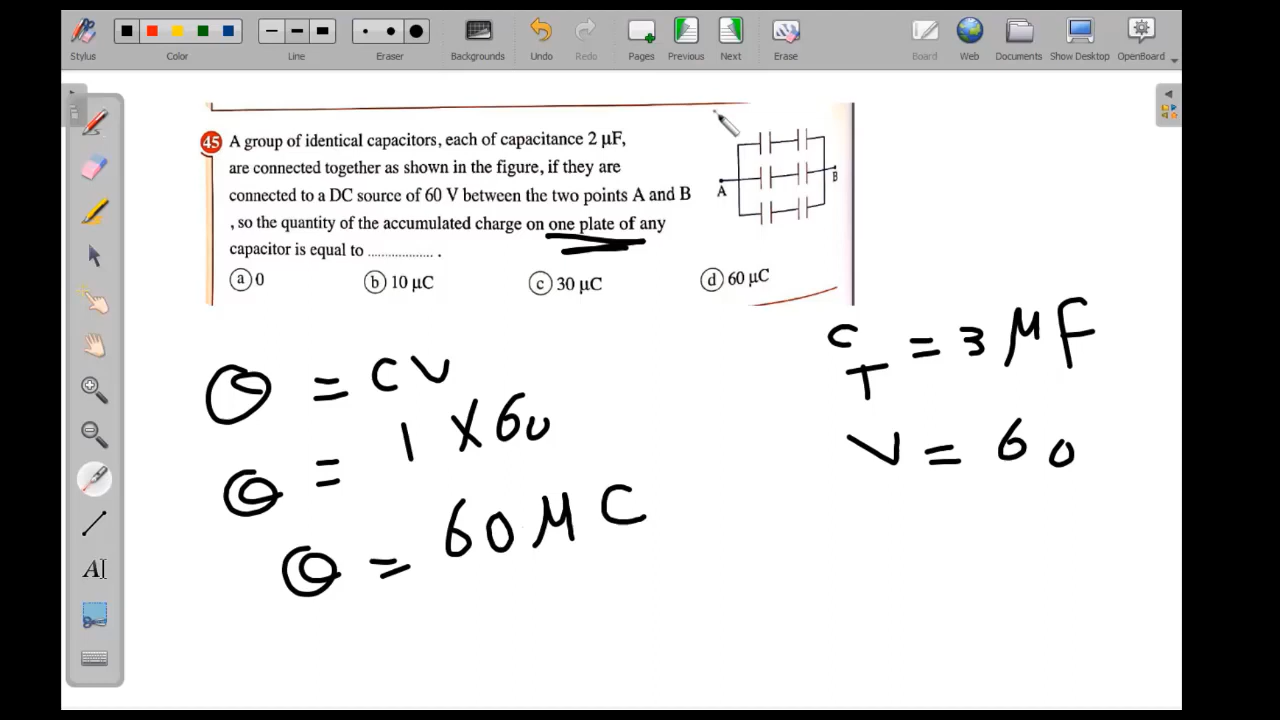 Stylus
Color
Line
Eraser
Backgrounds
Undo
Redo
Pages
Previous
Next
Erase
Board
Web
Documents
Show Desktop
OpenBoard
45 A group of identical capacitors, each of capacitance 2 μF,
are connected together as shown in the figure, if they are
connected to a DC source of 60 V between the two points A and B
, so the quantity of the accumulated charge on one plate of any
capacitor is equal to .................... .
A
B
a 0
b 10 μC
c 30 μC
d 60 μC
C T = 3 μF
V = 60
Q = CV
Q = 1 X 60
Q = 60 μC
AI